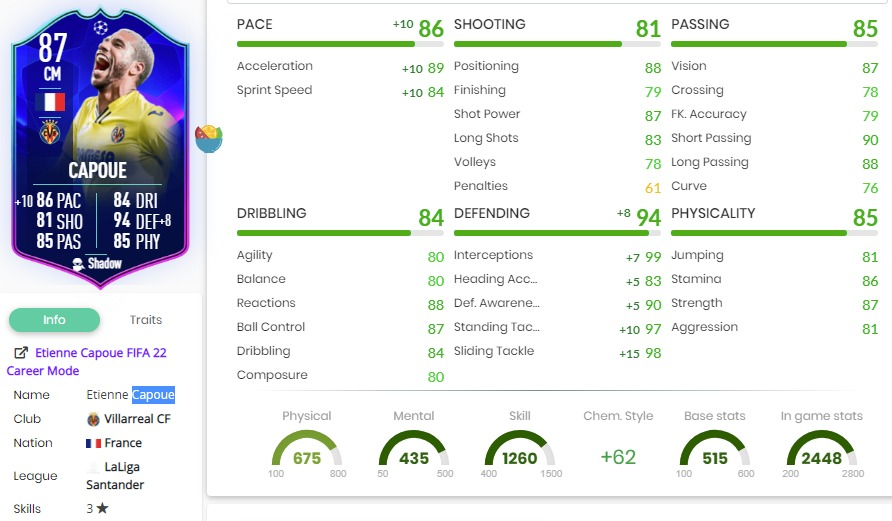 87
CM
CAPOUE
+10 86 PAC 84 DRI
81 SHO 94 DEF+8
85 PAS 85 PHY
Shadow
Info Traits
Etienne Capoue FIFA 22
Career Mode
Name Etienne Capoue
Club Villarreal CF
Nation France
League LaLiga
Santander
Skills 3 ★
PACE +10 86
Acceleration +10 89
Sprint Speed +10 84
SHOOTING 81
Positioning 88
Finishing 79
Shot Power 87
Long Shots 83
Volleys 78
Penalties 61
PASSING 85
Vision 87
Crossing 78
FK. Accuracy 79
Short Passing 90
Long Passing 88
Curve 76
DRIBBLING 84
Agility 80
Balance 80
Reactions 88
Ball Control 87
Dribbling 84
Composure 80
DEFENDING +8 94
Interceptions +7 99
Heading Acc... +5 83
Def. Awarene... +5 90
Standing Tac... +10 97
Sliding Tackle +15 98
PHYSICALITY 85
Jumping 81
Stamina 86
Strength 87
Aggression 81
Physical Mental Skill Chem. Style Base stats In game stats
675 435 1260 +62 515 2448
100 800 50 500 400 1500 100 600 200 2800